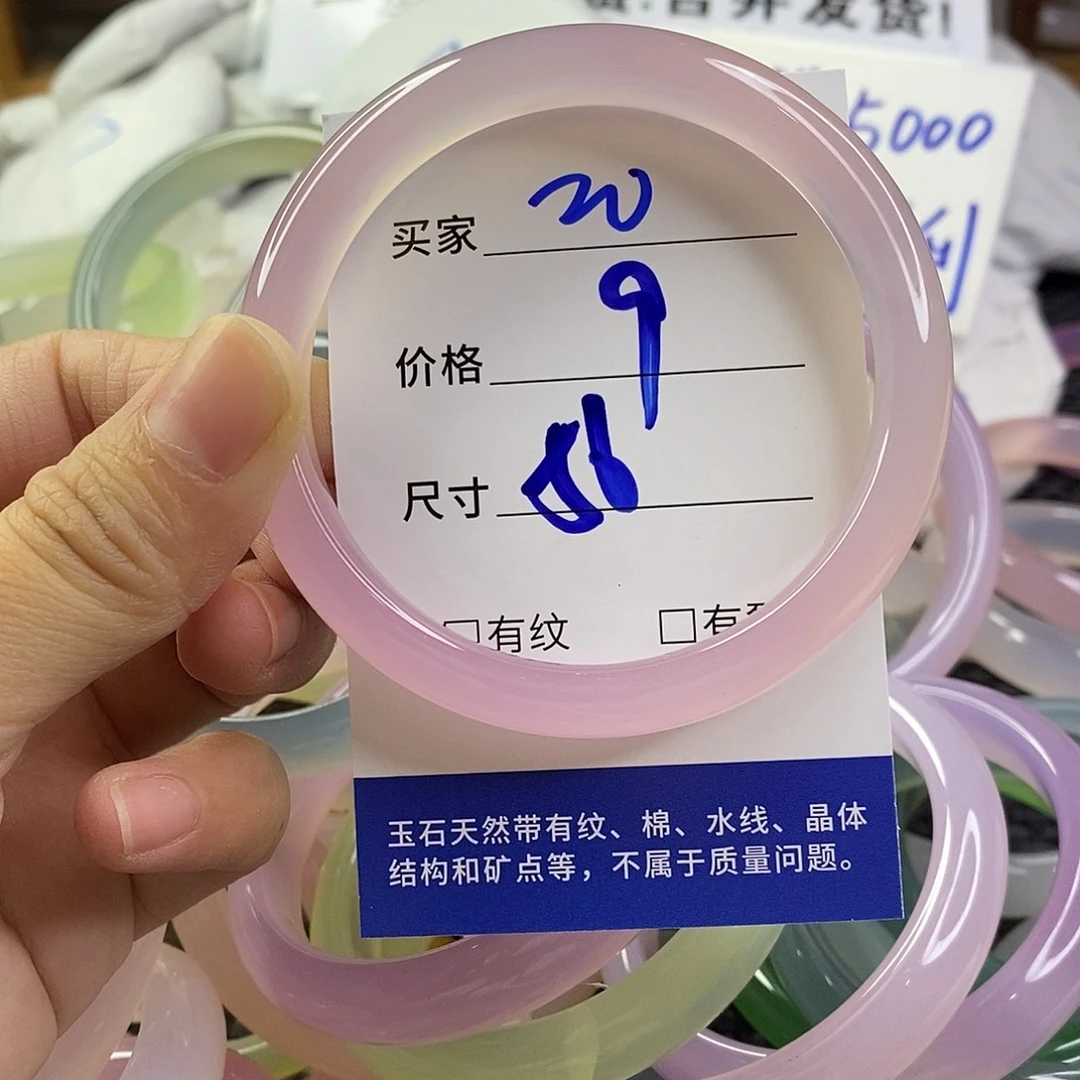 5000
买家
价格 9
尺寸 56
□有纹 □有
玉石天然带有纹、棉、水线、晶体
结构和矿点等，不属于质量问题。